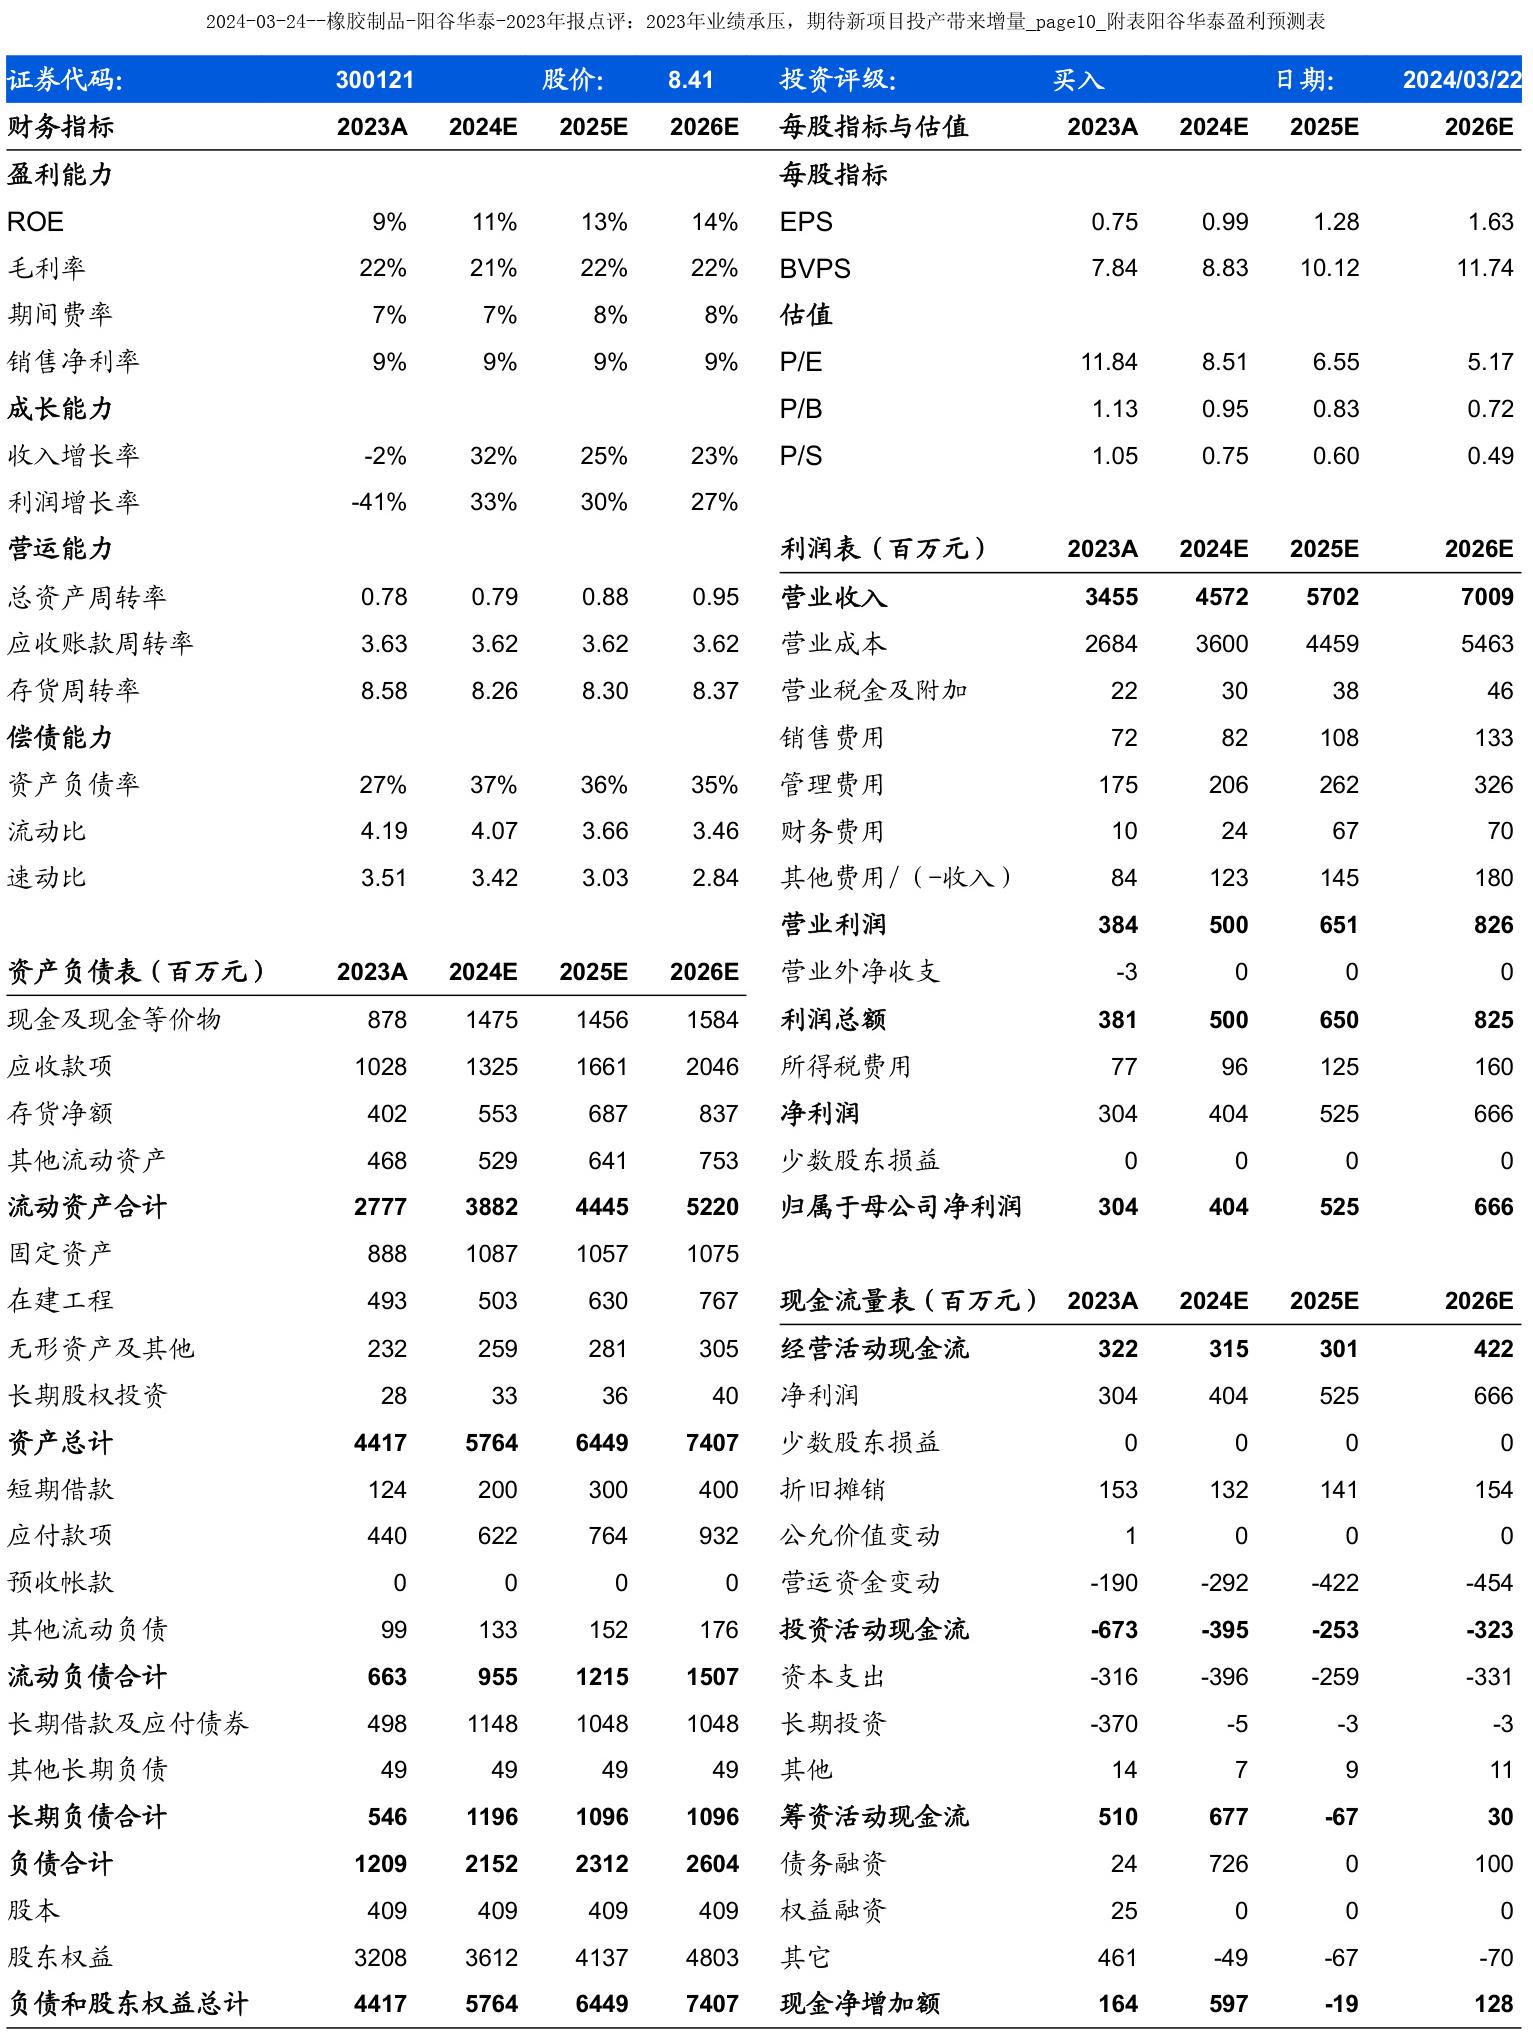 2024-03-24--橡胶制品-阳谷华泰-2023年报点评：2023年业绩承压，期待新项目投产带来增量_page10_附表阳谷华泰盈利预测表
证券代码： 300121 股价： 8.41 投资评级： 买入 日期： 2024/03/22
财务指标 2023A 2024E 2025E 2026E 每股指标与估值 2023A 2024E 2025E 2026E
盈利能力 每股指标
ROE 9% 11% 13% 14% EPS 0.75 0.99 1.28 1.63
毛利率 22% 21% 22% 22% BVPS 7.84 8.83 10.12 11.74
期间费率 7% 7% 8% 8% 估值
销售净利率 9% 9% 9% 9% P/E 11.84 8.51 6.55 5.17
成长能力 P/B 1.13 0.95 0.83 0.72
收入增长率 -2% 32% 25% 23% P/S 1.05 0.75 0.60 0.49
利润增长率 -41% 33% 30% 27%
营运能力 利润表（百万元） 2023A 2024E 2025E 2026E
总资产周转率 0.78 0.79 0.88 0.95 营业收入 3455 4572 5702 7009
应收账款周转率 3.63 3.62 3.62 3.62 营业成本 2684 3600 4459 5463
存货周转率 8.58 8.26 8.30 8.37 营业税金及附加 22 30 38 46
偿债能力 销售费用 72 82 108 133
资产负债率 27% 37% 36% 35% 管理费用 175 206 262 326
流动比 4.19 4.07 3.66 3.46 财务费用 10 24 67 70
速动比 3.51 3.42 3.03 2.84 其他费用/（-收入） 84 123 145 180
营业利润 384 500 651 826
资产负债表（百万元） 2023A 2024E 2025E 2026E 营业外净收支 -3 0 0 0
现金及现金等价物 878 1475 1456 1584 利润总额 381 500 650 825
应收款项 1028 1325 1661 2046 所得税费用 77 96 125 160
存货净额 402 553 687 837 净利润 304 404 525 666
其他流动资产 468 529 641 753 少数股东损益 0 0 0 0
流动资产合计 2777 3882 4445 5220 归属于母公司净利润 304 404 525 666
固定资产 888 1087 1057 1075
在建工程 493 503 630 767 现金流量表（百万元） 2023A 2024E 2025E 2026E
无形资产及其他 232 259 281 305 经营活动现金流 322 315 301 422
长期股权投资 28 33 36 40 净利润 304 404 525 666
资产总计 4417 5764 6449 7407 少数股东损益 0 0 0 0
短期借款 124 200 300 400 折旧摊销 153 132 141 154
应付款项 440 622 764 932 公允价值变动 1 0 0 0
预收帐款 0 0 0 0 营运资金变动 -190 -292 -422 -454
其他流动负债 99 133 152 176 投资活动现金流 -673 -395 -253 -323
流动负债合计 663 955 1215 1507 资本支出 -316 -396 -259 -331
长期借款及应付债券 498 1148 1048 1048 长期投资 -370 -5 -3 -3
其他长期负债 49 49 49 49 其他 14 7 9 11
长期负债合计 546 1196 1096 1096 筹资活动现金流 510 677 -67 30
负债合计 1209 2152 2312 2604 债务融资 24 726 0 100
股本 409 409 409 409 权益融资 25 0 0 0
股东权益 3208 3612 4137 4803 其它 461 -49 -67 -70
负债和股东权益总计 4417 5764 6449 7407 现金净增加额 164 597 -19 128